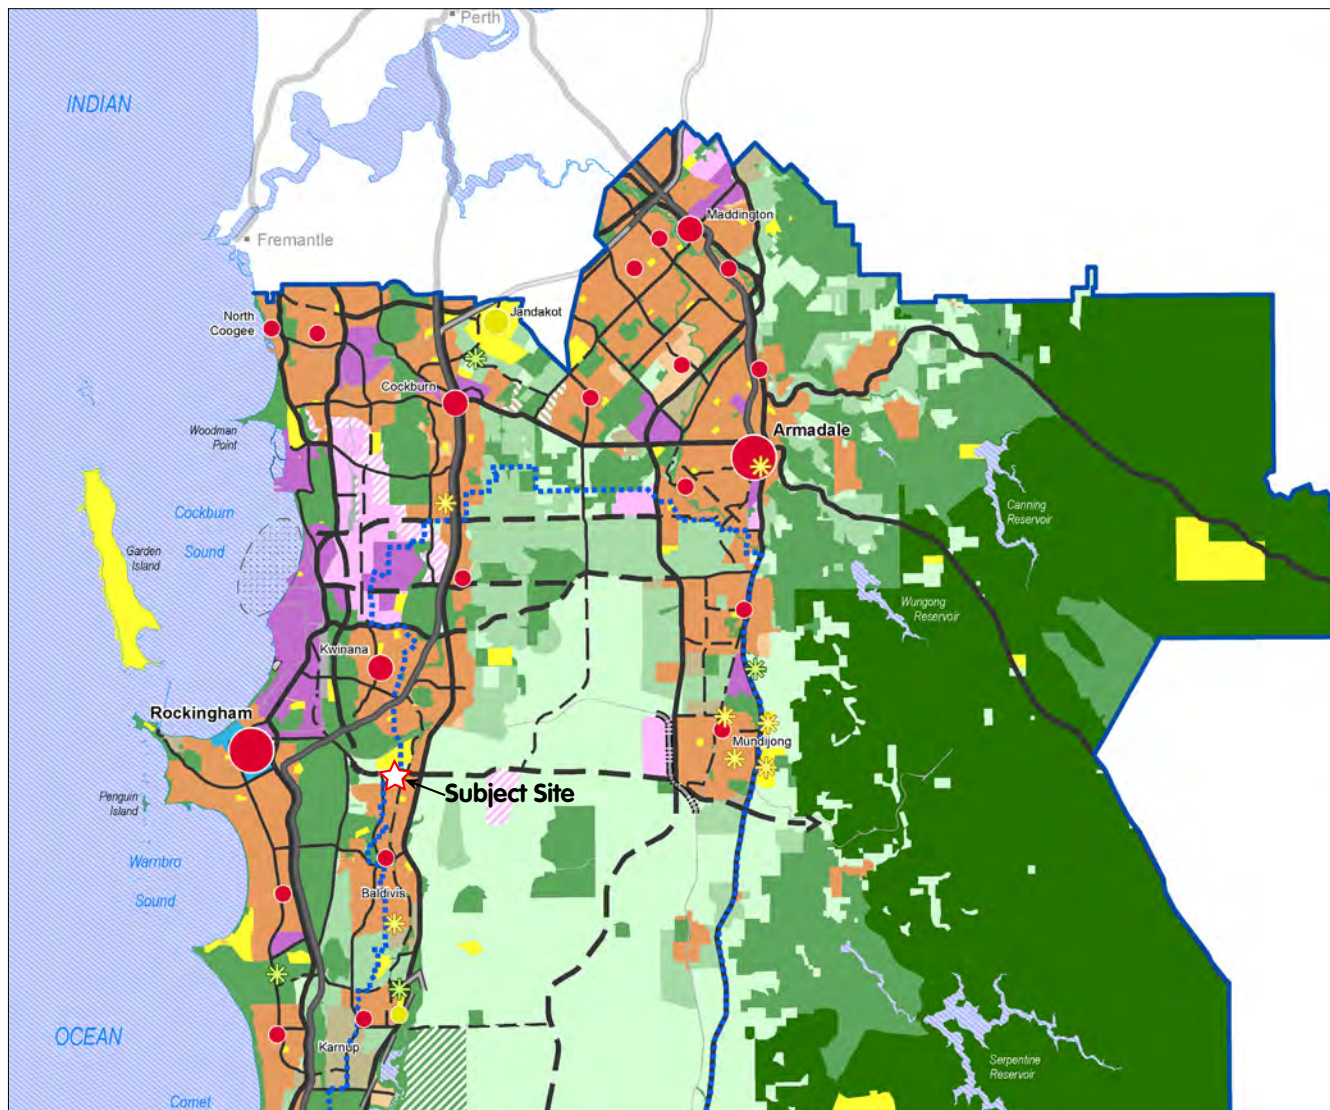 Perth
INDIAN
Maddington
Fremantle
Jandakot
North
Coogee
Cockburn
Armadale
Woodman
Point
Canning
Reservoir
Cockburn
Sound
Garden
Island
Wungong
Reservoir
Kwinana
Rockingham
Mundijong
Subject Site
Penguin
Island
Warnbro
Sound
Baldivis
OCEAN
Karnup
Serpentine
Reservoir
Comet